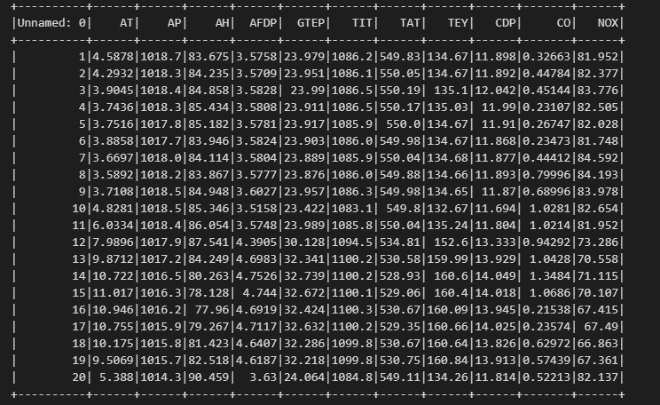 +----------+------+------+------+------+------+------+------+------+------+-------+------+
|Unnamed: 0|    AT|    AP|    AH|  AFDP|  GTEP|   TIT|   TAT|   TEY|   CDP|     CO|   NOX|
+----------+------+------+------+------+------+------+------+------+------+-------+------+
|         1|4.5878|1018.7|83.675|3.5758|23.979|1086.2|549.83|134.67|11.898|0.32663|81.952|
|         2|4.2932|1018.3|84.235|3.5709|23.951|1086.1|550.05|134.67|11.892|0.44784|82.377|
|         3|3.9045|1018.4|84.858|3.5828| 23.99|1086.5|550.19| 135.1|12.042|0.45144|83.776|
|         4|3.7436|1018.3|85.434|3.5808|23.911|1086.5|550.17|135.03| 11.99|0.23107|82.505|
|         5|3.7516|1017.8|85.182|3.5781|23.917|1085.9| 550.0|134.67| 11.91|0.26747|82.028|
|         6|3.8858|1017.7|83.946|3.5824|23.903|1086.0|549.98|134.67|11.868|0.23473|81.748|
|         7|3.6697|1018.0|84.114|3.5804|23.889|1085.9|550.04|134.68|11.877|0.44412|84.592|
|         8|3.5892|1018.2|83.867|3.5777|23.876|1086.0|549.88|134.66|11.893|0.79996|84.193|
|         9|3.7108|1018.5|84.948|3.6027|23.957|1086.3|549.98|134.65| 11.87|0.68996|83.978|
|        10|4.8281|1018.5|85.346|3.5158|23.422|1083.1| 549.8|132.67|11.694| 1.0281|82.654|
|        11|6.0334|1018.4|86.054|3.5748|23.989|1085.8|550.04|135.24|11.804| 1.0214|81.952|
|        12|7.9896|1017.9|87.541|4.3905|30.128|1094.5|534.81| 152.6|13.333|0.94292|73.286|
|        13|9.8712|1017.2|84.249|4.6983|32.341|1100.2|530.58|159.99|13.929| 1.0428|70.558|
|        14|10.722|1016.5|80.263|4.7526|32.739|1100.2|528.93| 160.6|14.049| 1.3484|71.115|
|        15|11.017|1016.3|78.128| 4.744|32.672|1100.1|529.06| 160.4|14.018| 1.0686|70.107|
|        16|10.946|1016.2| 77.96|4.6919|32.424|1100.3|530.67|160.09|13.945|0.21538|67.415|
|        17|10.755|1015.9|79.267|4.7117|32.632|1100.2|529.35|160.66|14.025|0.23574| 67.49|
|        18|10.175|1015.8|81.423|4.6407|32.286|1099.8|530.67|160.64|13.826|0.62972|66.863|
|        19|9.5069|1015.7|82.518|4.6187|32.218|1099.8|530.75|160.84|13.913|0.57439|67.361|
|        20| 5.388|1014.3|90.459|  3.63|24.064|1084.8|549.11|134.26|11.814|0.52213|82.137|
+----------+------+------+------+------+------+------+------+------+------+-------+------+